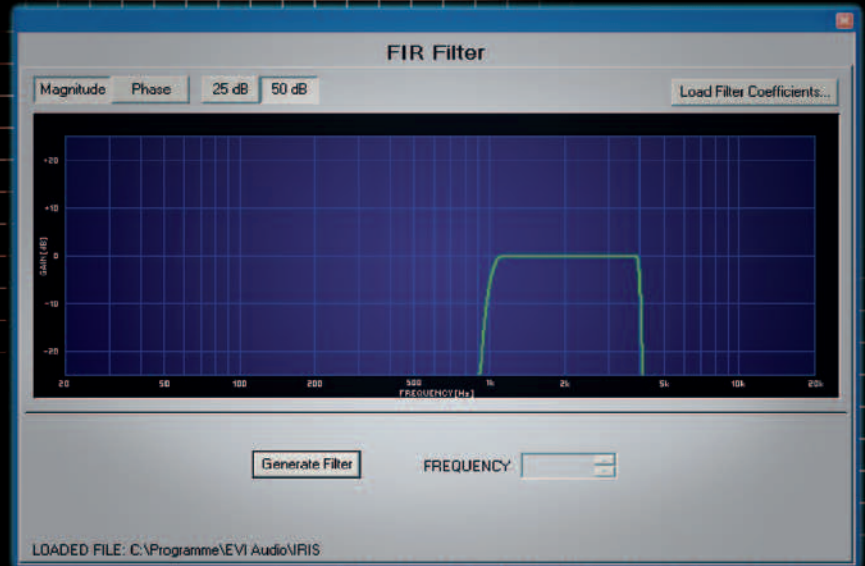 FIR Filter
Magnitude Phase 25 dB 50 dB Load Filter Coefficients...
+20
+10
GAIN[dB]
0
-10
-20
20 50 100 200 500 1k 2k 5k 10k 20k
FREQUENCY[Hz]
Generate Filter FREQUENCY
LOADED FILE: C:\Programme\EVI Audio\IRIS